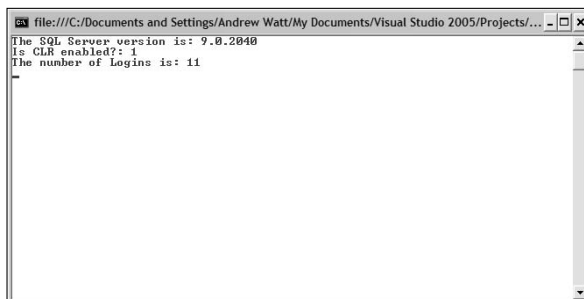 file:///C:/Documents and Settings/Andrew Watt/My Documents/Visual Studio 2005/Projects/...
The SQL Server version is: 9.0.2040
Is CLR enabled?: 1
The number of Logins is: 11